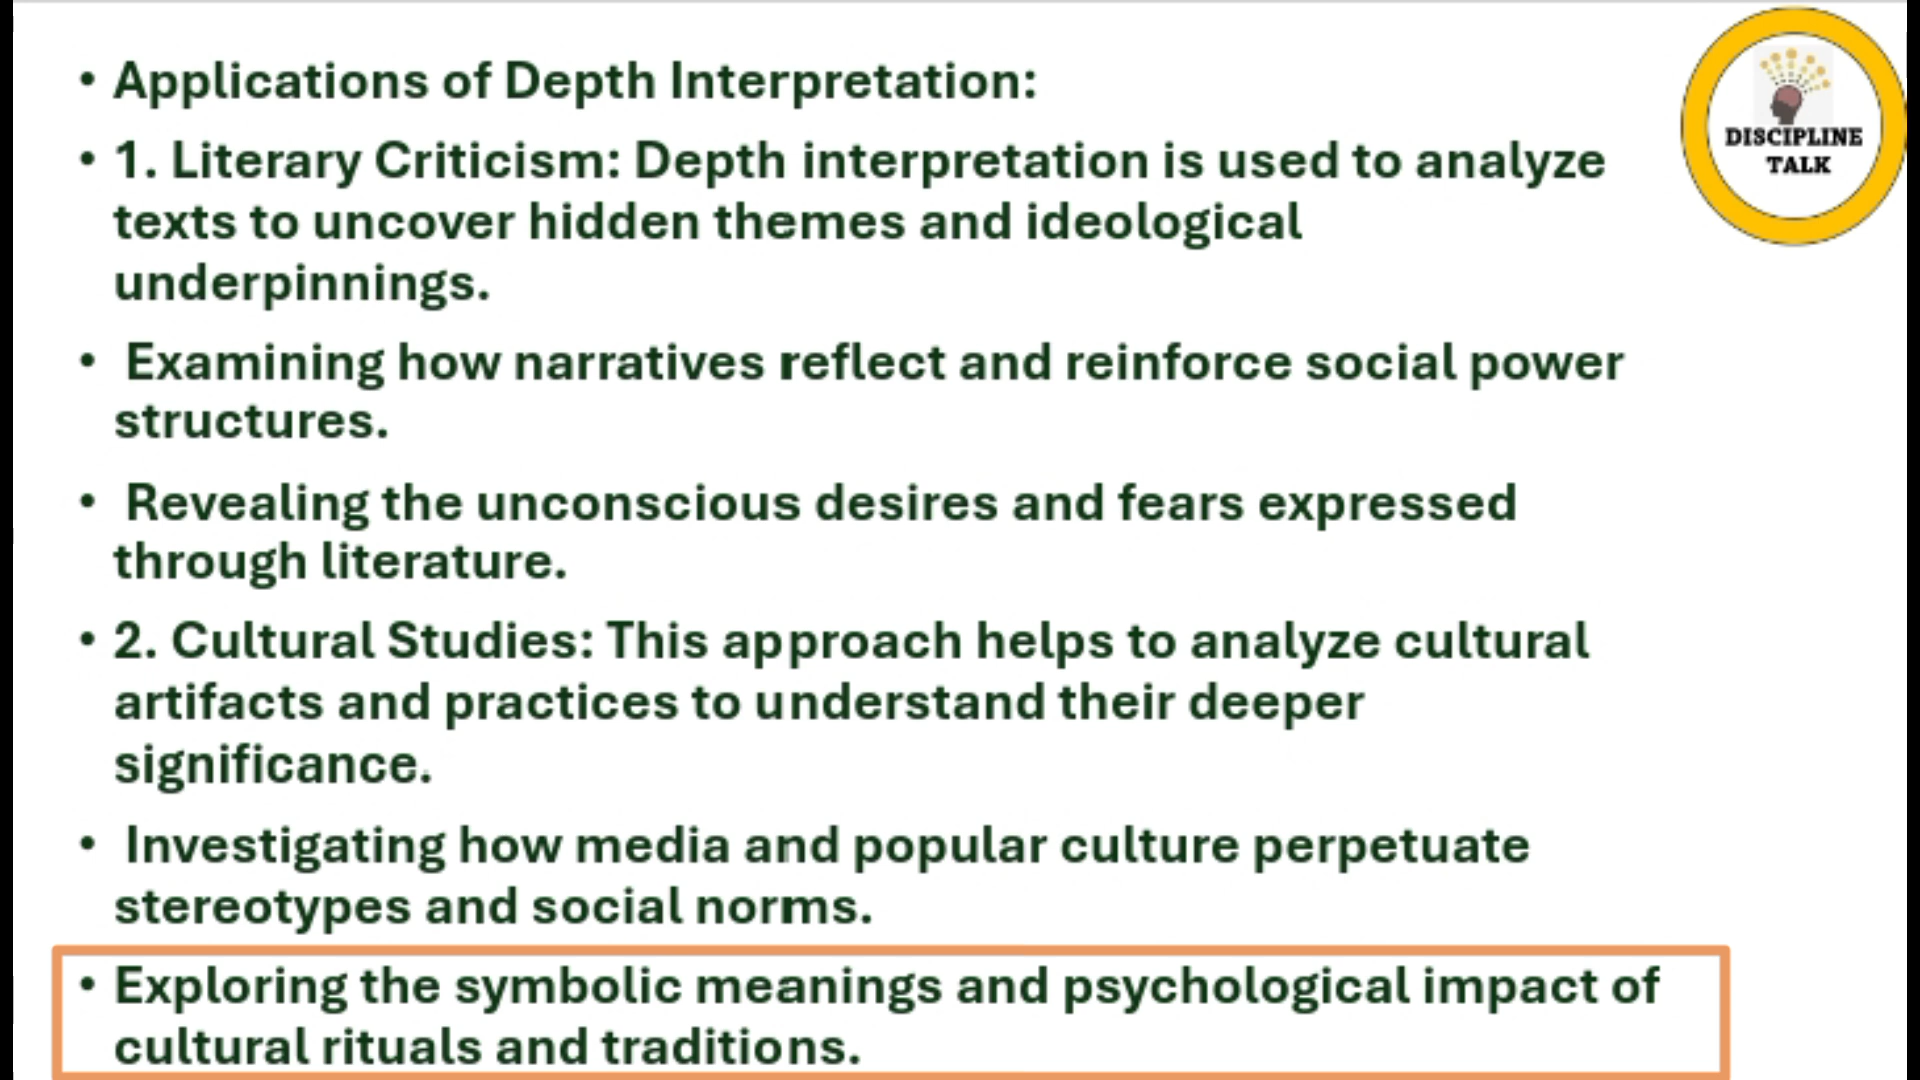 • Applications of Depth Interpretation:
• 1. Literary Criticism: Depth interpretation is used to analyze
texts to uncover hidden themes and ideological
underpinnings.
• Examining how narratives reflect and reinforce social power
structures.
• Revealing the unconscious desires and fears expressed
through literature.
• 2. Cultural Studies: This approach helps to analyze cultural
artifacts and practices to understand their deeper
significance.
• Investigating how media and popular culture perpetuate
stereotypes and social norms.
• Exploring the symbolic meanings and psychological impact of
cultural rituals and traditions.
DISCIPLINE
TALK